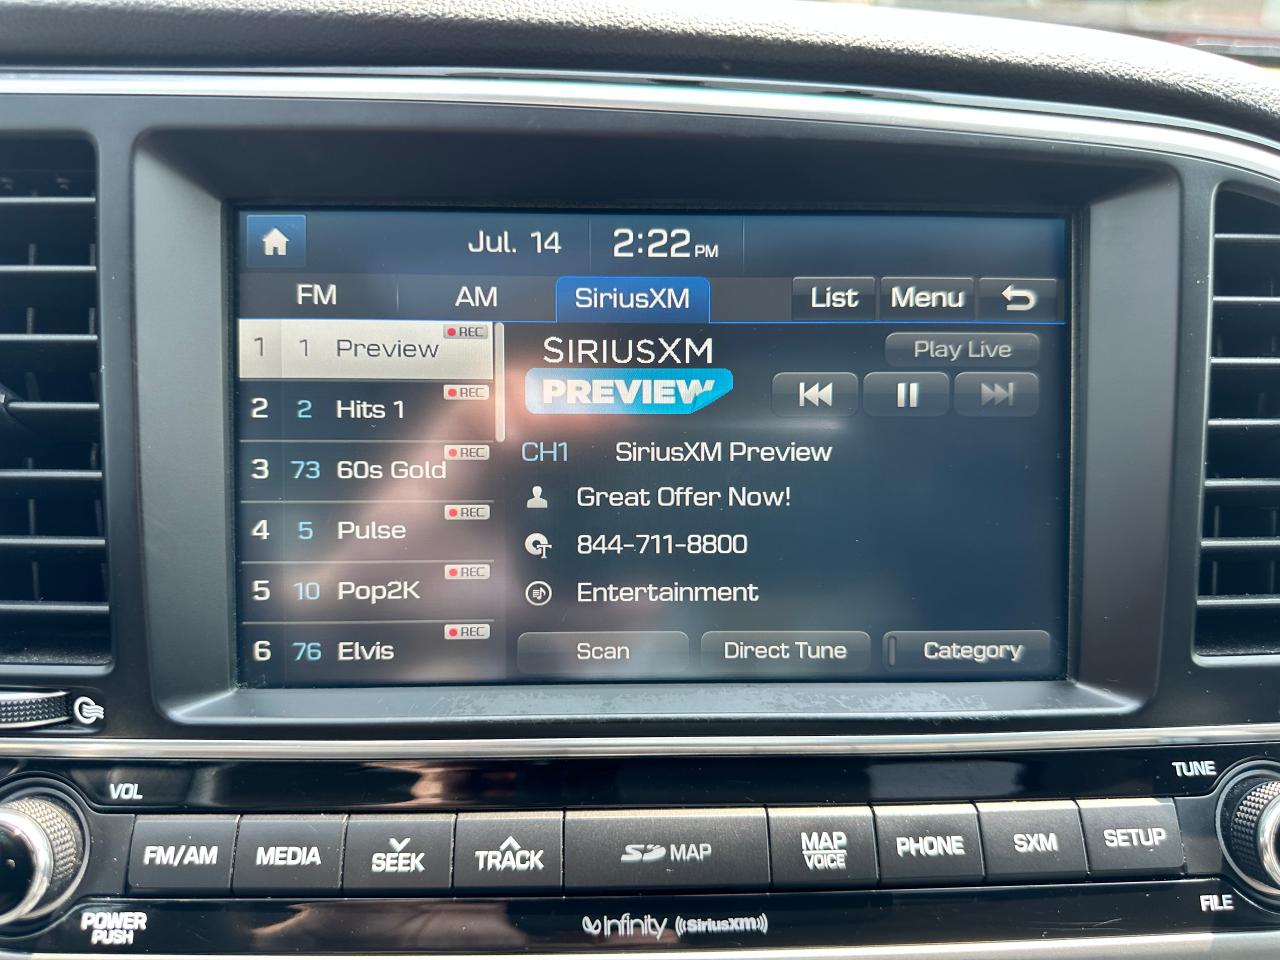 Jul. 14 2:22 PM
FM AM SiriusXM List Menu
1 1 Preview REC
2 2 Hits 1 REC
3 73 60s Gold REC
4 5 Pulse REC
5 10 Pop2K REC
6 76 Elvis REC
SIRIUSXM
PREVIEW
Play Live
CH1 SiriusXM Preview
Great Offer Now!
844-711-8800
Entertainment
Scan Direct Tune Category
VOL
TUNE
FM/AM MEDIA SEEK TRACK SD MAP MAP VOICE PHONE SXM SETUP
POWER
PUSH
FILE
Infinity ((SiriusXM))